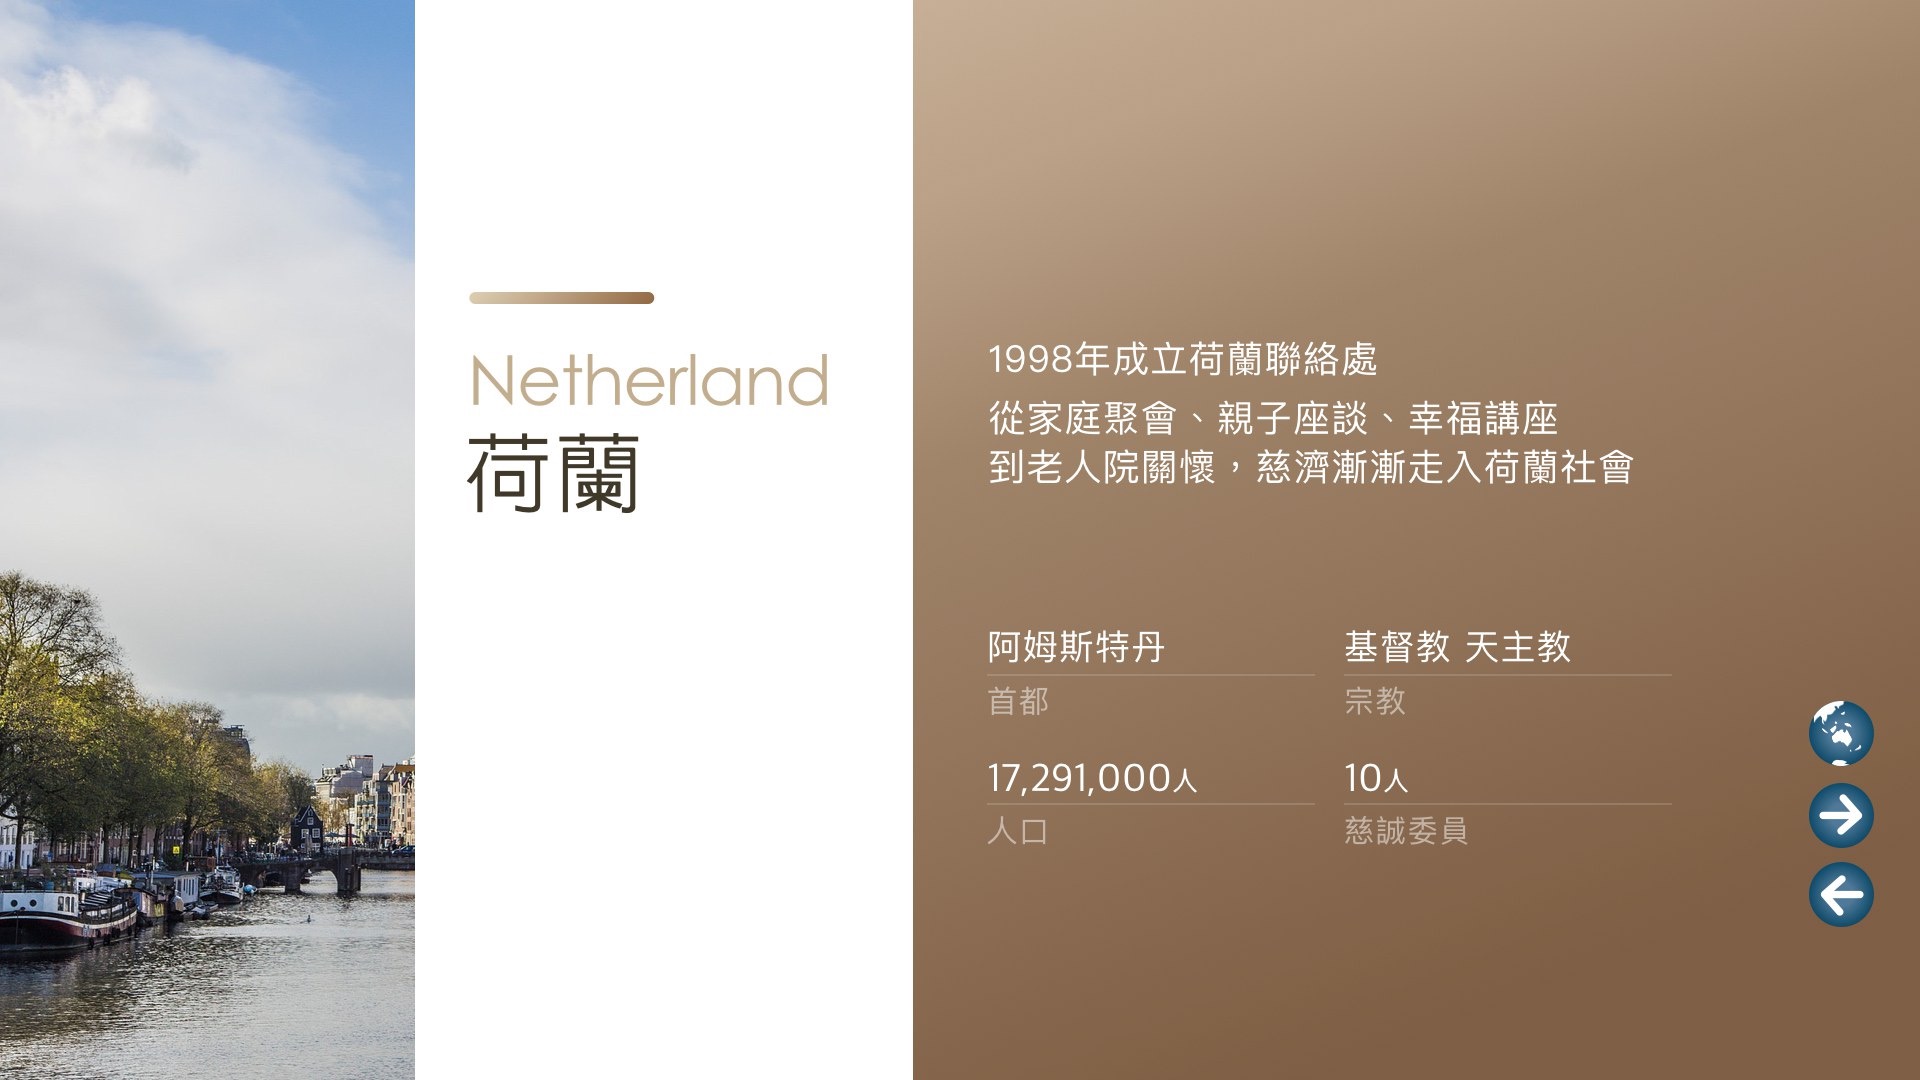 Netherland
荷蘭
1998年成立荷蘭聯絡處
從家庭聚會、親子座談、幸福講座
到老人院關懷，慈濟漸漸走入荷蘭社會
阿姆斯特丹
首都
基督教 天主教
宗教
17,291,000人
人口
10人
慈誠委員